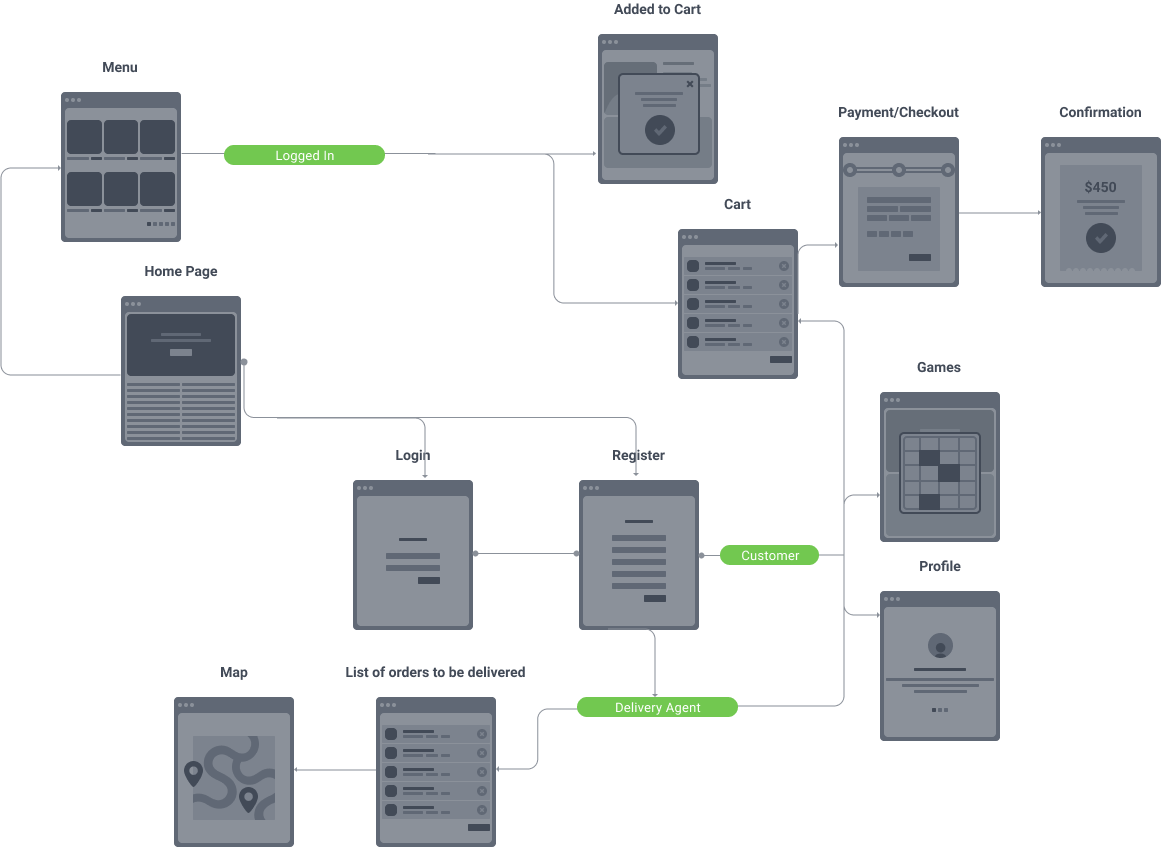 Added to Cart
Menu
Payment/Checkout
Confirmation
Logged In
$450
Cart
Home Page
Games
Login
Register
Customer
Profile
Map
List of orders to be delivered
Delivery Agent